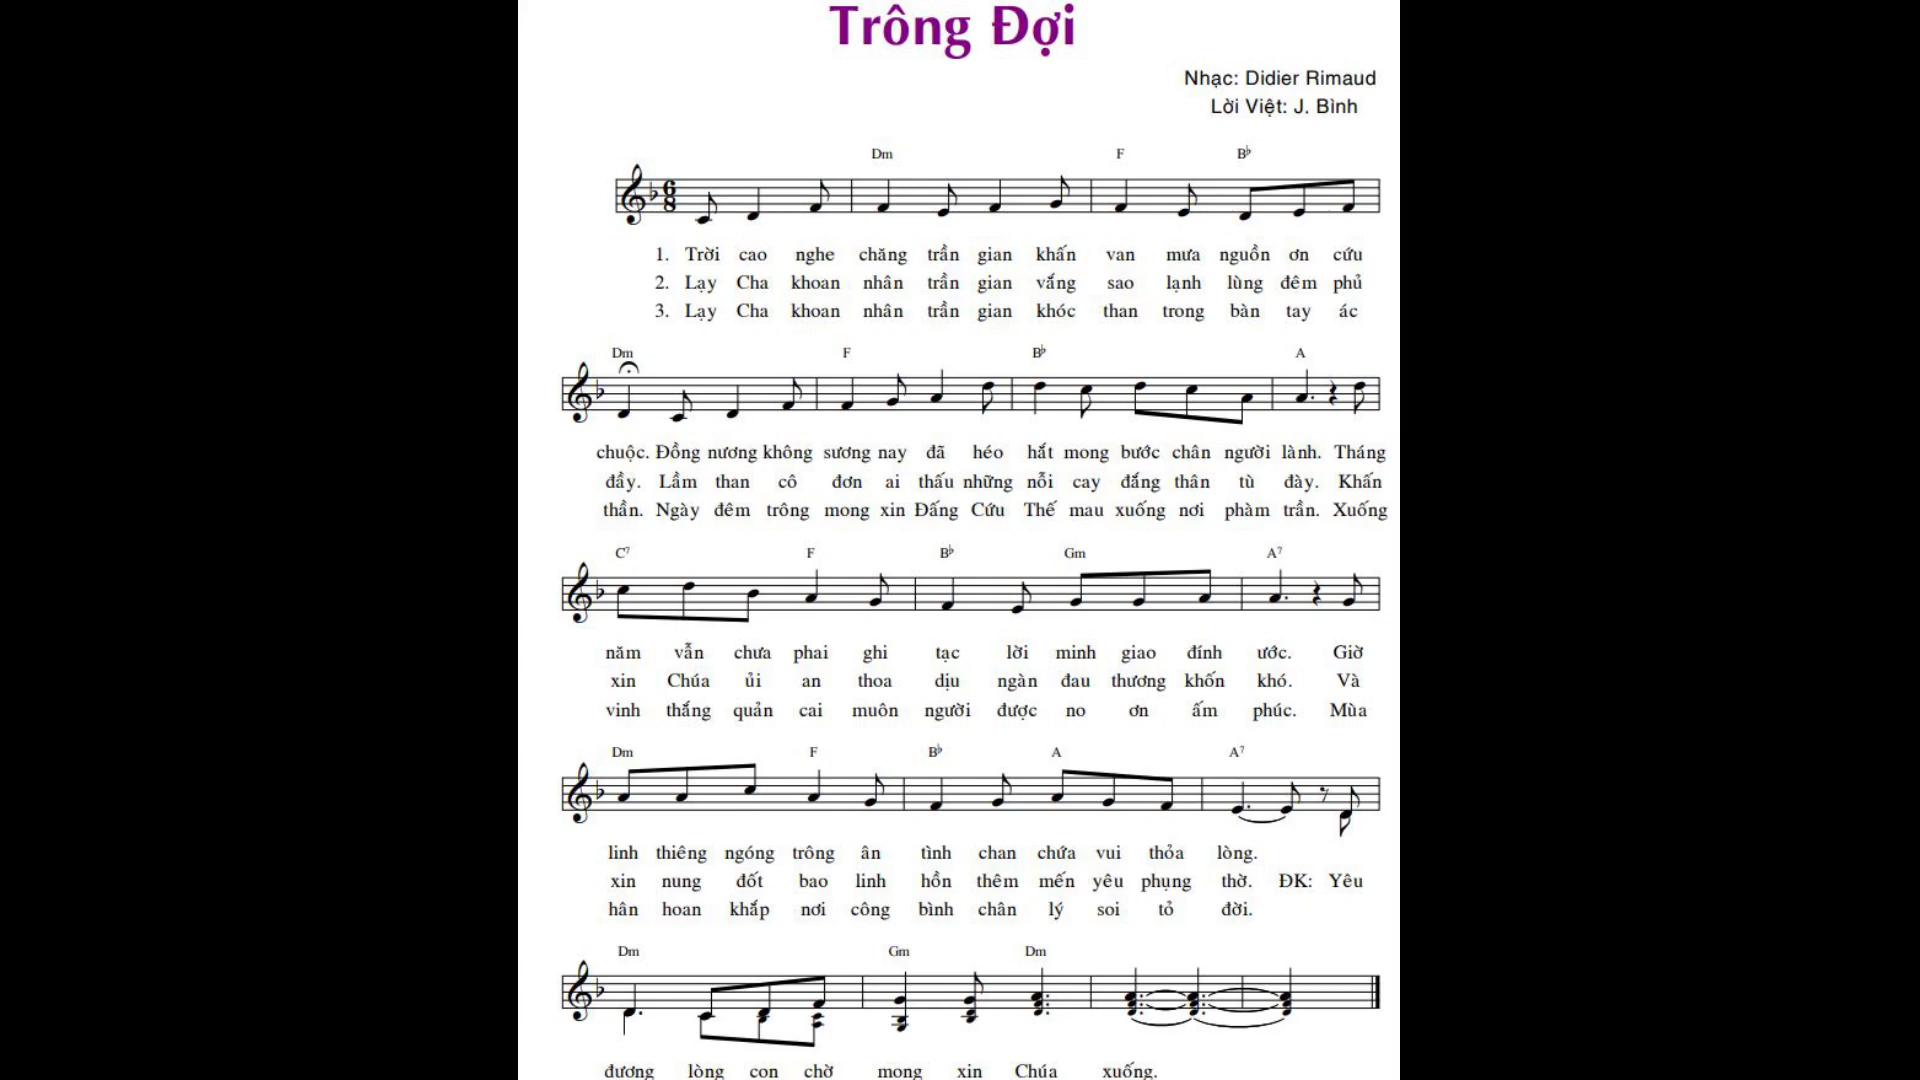 Trông Đợi
Nhạc: Didier Rimaud
Lời Việt: J. Bình
Dm F B♭
6
8
1. Trời cao nghe chăng trần gian khấn van mưa nguồn ơn cứu
2. Lạy Cha khoan nhân trần gian vắng sao lạnh lùng đêm phủ
3. Lạy Cha khoan nhân trần gian khóc than trong bàn tay ác
Dm F B♭ A
chuộc. Đồng nương không sương nay đã héo hắt mong bước chân người lành. Tháng
đầy. Lầm than cô đơn ai thấu những nỗi cay đắng thân tù đày. Khấn
thần. Ngày đêm trông mong xin Đấng Cứu Thế mau xuống nơi phàm trần. Xuống
C7 F B♭ Gm A7
năm vẫn chưa phai ghi tạc lời minh giao đính ước. Giờ
xin Chúa ủi an thoa dịu ngàn đau thương khốn khó. Và
vinh thắng quản cai muôn người được no ơn ấm phúc. Mùa
Dm F B♭ A A7
linh thiêng ngóng trông ân tình chan chứa vui thỏa lòng.
xin nung đốt bao linh hồn thêm mến yêu phụng thờ. ĐK: Yêu
hân hoan khắp nơi công bình chân lý soi tỏ đời.
Dm Gm Dm
đương lòng con chờ mong xin Chúa xuống.